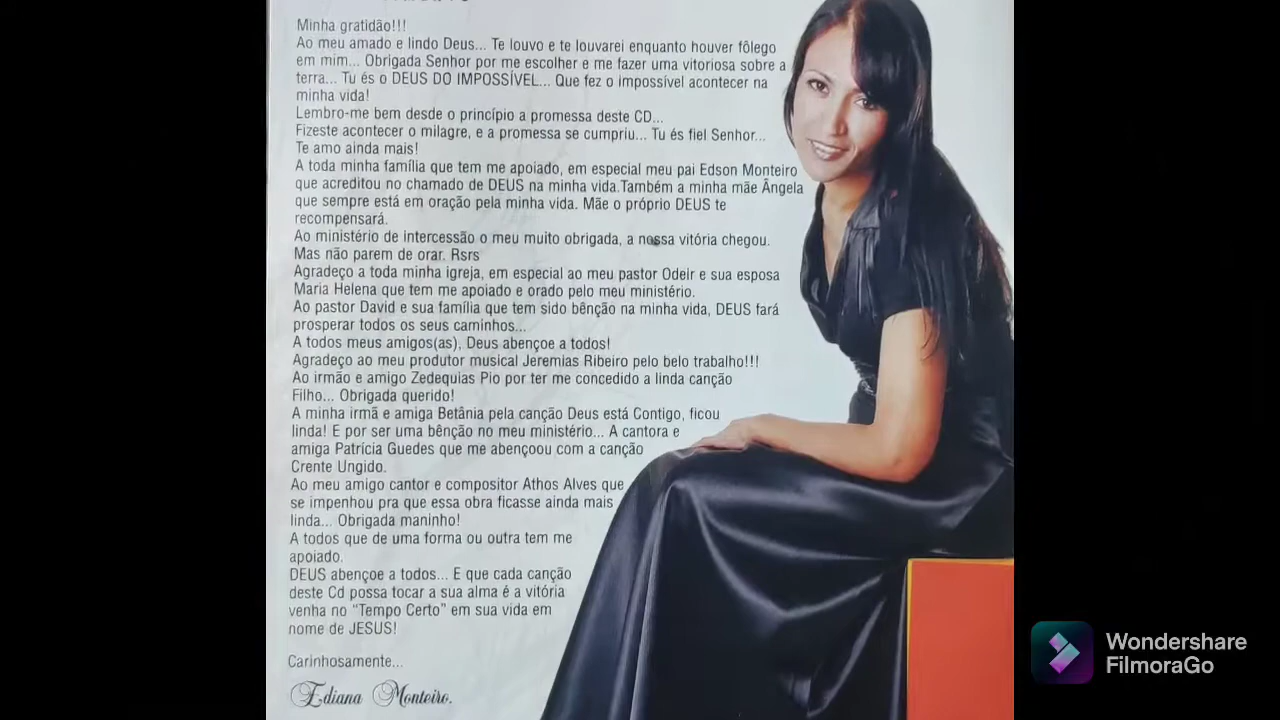 Minha gratidão!!!
Ao meu amado e lindo Deus... Te louvo e te louvarei enquanto houver fôlego
em mim... Obrigada Senhor por me escolher e me fazer uma vitoriosa sobre a
terra... Tu és o DEUS DO IMPOSSÍVEL... Que fez o impossível acontecer na
minha vida!
Lembro-me bem desde o princípio a promessa deste CD...
Fizeste acontecer o milagre, e a promessa se cumpriu... Tu és fiel Senhor...
Te amo ainda mais!
A toda minha família que tem me apoiado, em especial meu pai Edson Monteiro
que acreditou no chamado de DEUS na minha vida.Também a minha mãe Ângela
que sempre está em oração pela minha vida. Mãe o próprio DEUS te
recompensará.
Ao ministério de intercessão o meu muito obrigada, a nossa vitória chegou.
Mas não parem de orar. Rsrs
Agradeço a toda minha igreja, em especial ao meu pastor Odeir e sua esposa
Maria Helena que tem me apoiado e orado pelo meu ministério.
Ao pastor David e sua família que tem sido bênção na minha vida, DEUS fará
prosperar todos os seus caminhos...
A todos meus amigos(as), Deus abençoe a todos!
Agradeço ao meu produtor musical Jeremias Ribeiro pelo belo trabalho!!!
Ao irmão e amigo Zedequias Pio por ter me concedido a linda canção
Filho... Obrigada querido!
A minha irmã e amiga Betânia pela canção Deus está Contigo, ficou
linda! E por ser uma bênção no meu ministério... A cantora e
amiga Patrícia Guedes que me abençoou com a canção
Crente Ungido.
Ao meu amigo cantor e compositor Athos Alves que
se impenhou pra que essa obra ficasse ainda mais
linda... Obrigada maninho!
A todos que de uma forma ou outra tem me
apoiado.
DEUS abençoe a todos... E que cada canção
deste Cd possa tocar a sua alma é a vitória
venha no “Tempo Certo” em sua vida em
nome de JESUS!
Carinhosamente...
Ediana Monteiro.
Wondershare
FilmoraGo